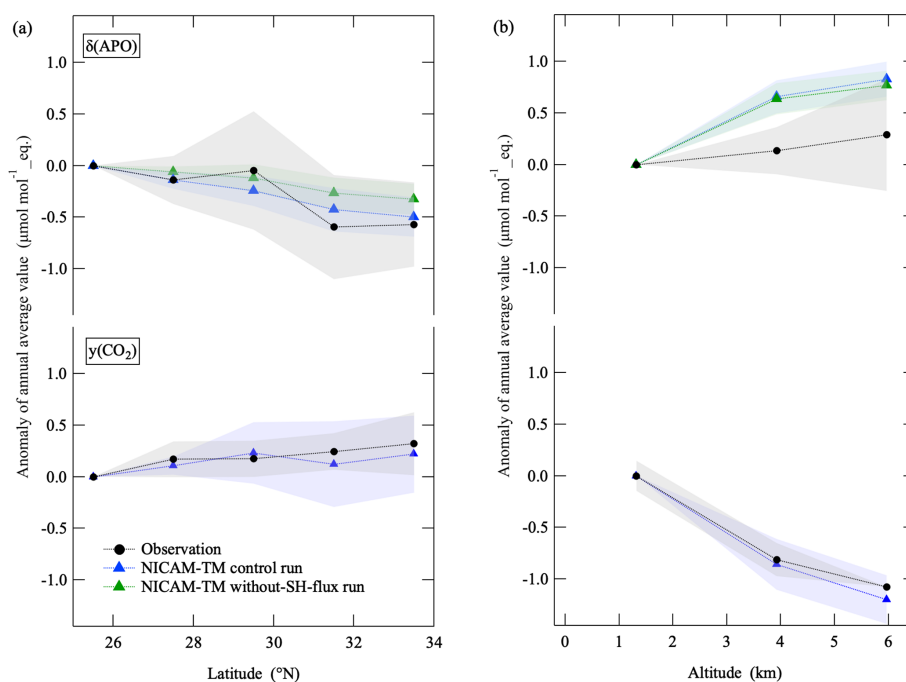 (a)
δ(APO)
1.0
0.5
0.0
-0.5
-1.0
y(CO₂)
1.0
0.5
0.0
-0.5
-1.0
Anomaly of annual average value (μmol mol⁻¹_eq.)
Observation
NICAM-TM control run
NICAM-TM without-SH-flux run
26 28 30 32 34
Latitude (°N)
(b)
1.0
0.5
0.0
-0.5
-1.0
1.0
0.5
0.0
-0.5
-1.0
Anomaly of annual average value (μmol mol⁻¹_eq.)
0 1 2 3 4 5 6
Altitude (km)